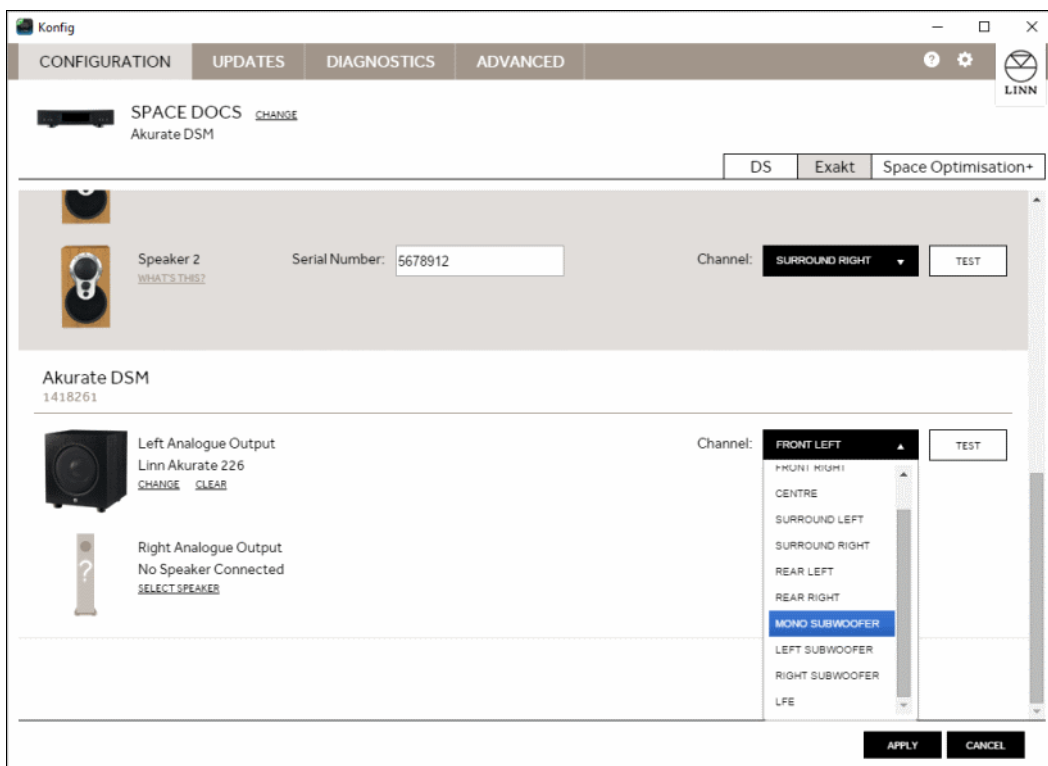 Konfig
CONFIGURATION UPDATES DIAGNOSTICS ADVANCED ?
LINN
SPACE DOCS CHANGE
Akurate DSM
DS Exakt Space Optimisation+
Speaker 2 Serial Number: 5678912 Channel: SURROUND RIGHT TEST
WHAT'S THIS?
Akurate DSM
1418261
Left Analogue Output Channel: FRONT LEFT TEST
Linn Akurate 226
CHANGE CLEAR
FRONT RIGHT
CENTRE
SURROUND LEFT
SURROUND RIGHT
REAR LEFT
REAR RIGHT
MONO SUBWOOFER
LEFT SUBWOOFER
RIGHT SUBWOOFER
LFE
?
Right Analogue Output
No Speaker Connected
SELECT SPEAKER
APPLY CANCEL